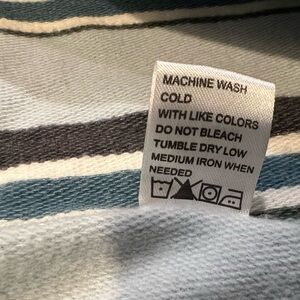 MACHINE WASH
COLD
WITH LIKE COLORS
DO NOT BLEACH
TUMBLE DRY LOW
MEDIUM IRON WHEN
NEEDED